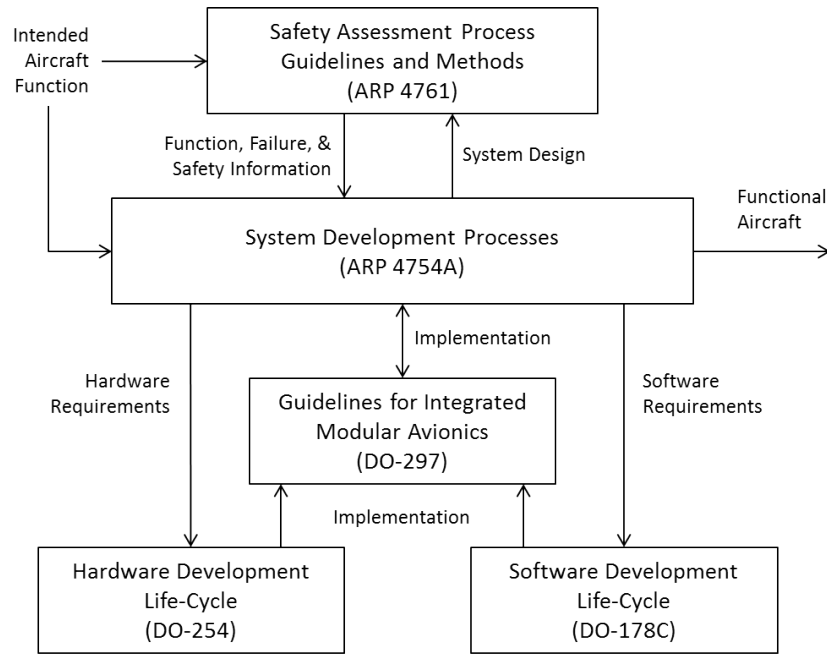 Intended
Aircraft
Function
Safety Assessment Process
Guidelines and Methods
(ARP 4761)
Function, Failure, &
Safety Information
System Design
System Development Processes
(ARP 4754A)
Functional
Aircraft
Implementation
Hardware
Requirements
Software
Requirements
Guidelines for Integrated
Modular Avionics
(DO-297)
Implementation
Hardware Development
Life-Cycle
(DO-254)
Software Development
Life-Cycle
(DO-178C)